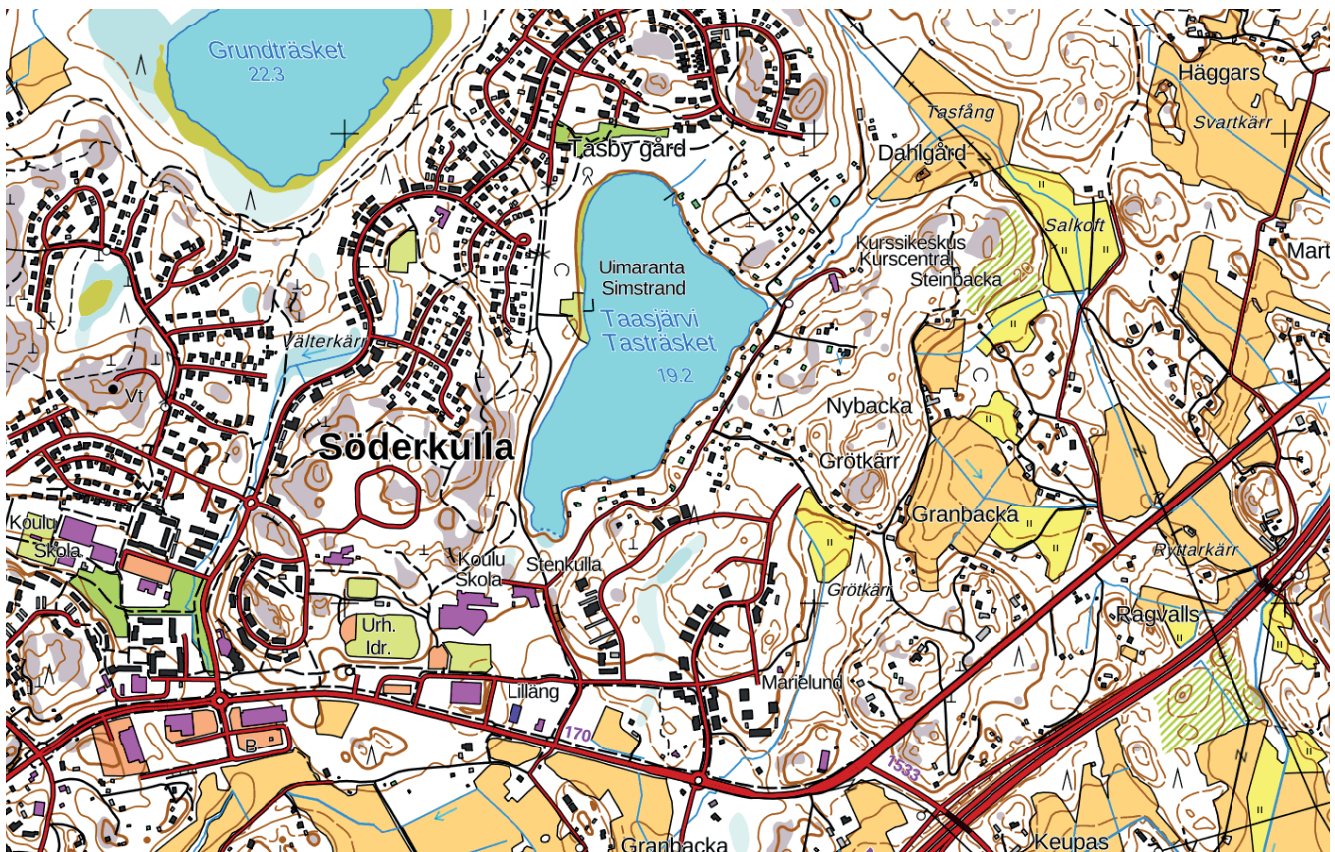 Grundträsket
22.3
Häggars
Tasfång
Svartkärr
Tasby gård
Dahlgård
Salkoft
Kurssikeskus
Kurscentral
Steinbacka
20
Mart
Uimaranta
Simstrand
Taasjärvi
Tasträsket
19.2
Välterkärr
Vt
Nybacka
Söderkulla
Grötkärr
Granbacka
Koulu
Skola
Ryttarkärr
Koulu
Skola
Stenkulla
Grötkärr
Ragvalls
Urh.
Idr.
Marielund
Lilläng
170
P
1533
Granbacka
Keupas